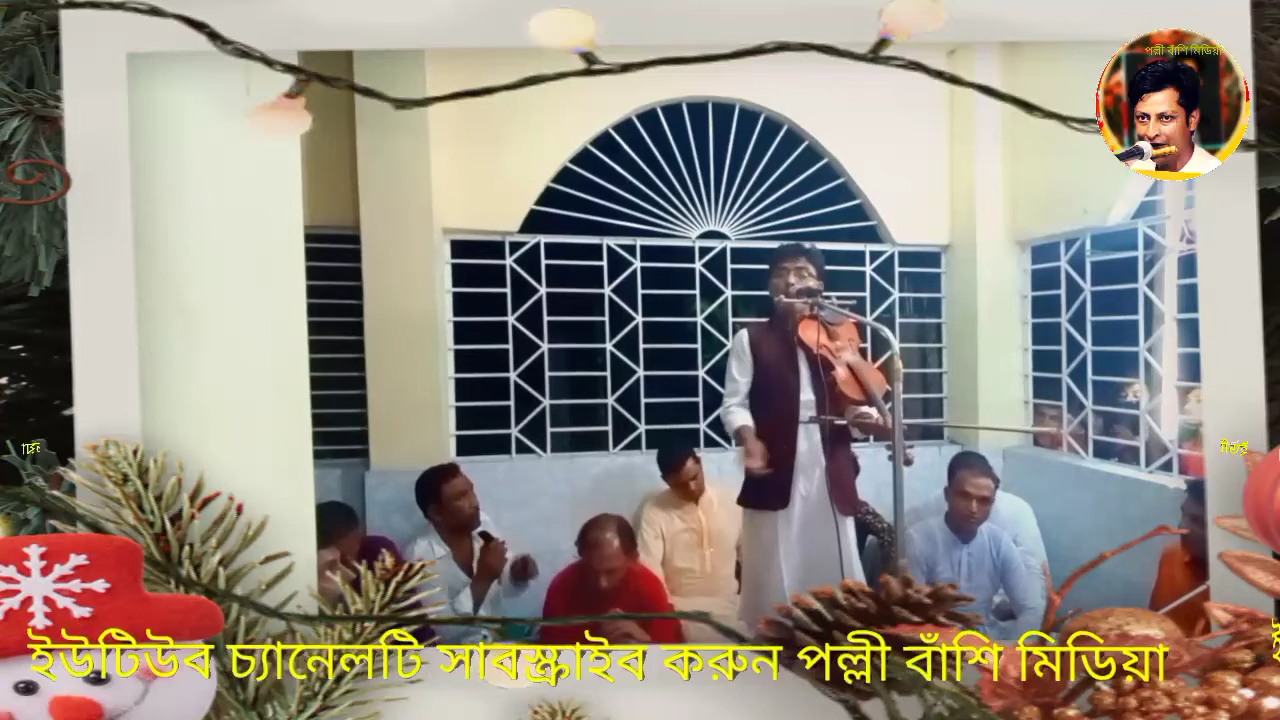 পল্লী বাঁশি মিডিয়া
ইউটিউব চ্যানেলটি সাবস্ক্রাইব করুন পল্লী বাঁশি মিডিয়া